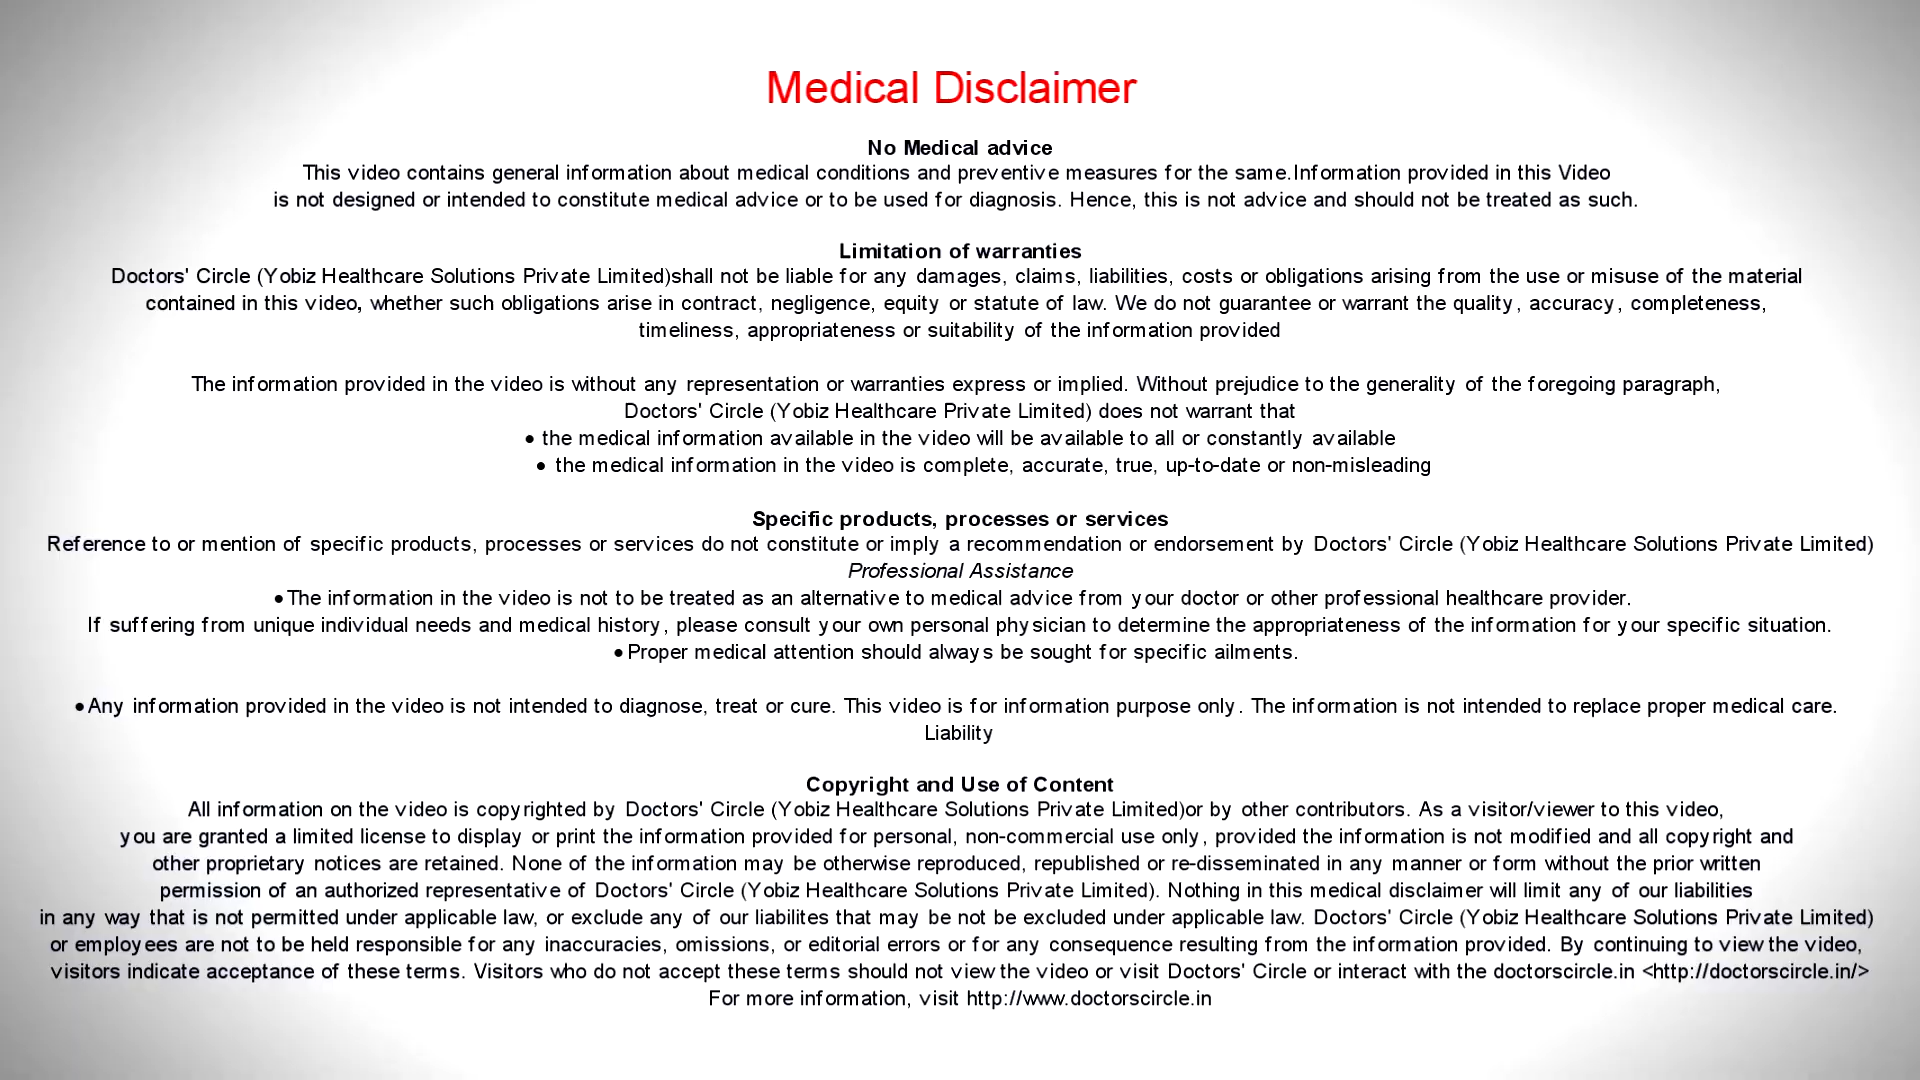 Medical Disclaimer
No Medical advice
This video contains general information about medical conditions and preventive measures for the same.Information provided in this Video
is not designed or intended to constitute medical advice or to be used for diagnosis. Hence, this is not advice and should not be treated as such.
Limitation of warranties
Doctors' Circle (Yobiz Healthcare Solutions Private Limited)shall not be liable for any damages, claims, liabilities, costs or obligations arising from the use or misuse of the material
contained in this video, whether such obligations arise in contract, negligence, equity or statute of law. We do not guarantee or warrant the quality, accuracy, completeness,
timeliness, appropriateness or suitability of the information provided
The information provided in the video is without any representation or warranties express or implied. Without prejudice to the generality of the foregoing paragraph,
Doctors' Circle (Yobiz Healthcare Private Limited) does not warrant that
• the medical information available in the video will be available to all or constantly available
• the medical information in the video is complete, accurate, true, up-to-date or non-misleading
Specific products, processes or services
Reference to or mention of specific products, processes or services do not constitute or imply a recommendation or endorsement by Doctors' Circle (Yobiz Healthcare Solutions Private Limited)
Professional Assistance
•The information in the video is not to be treated as an alternative to medical advice from your doctor or other professional healthcare provider.
If suffering from unique individual needs and medical history, please consult your own personal physician to determine the appropriateness of the information for your specific situation.
•Proper medical attention should always be sought for specific ailments.
•Any information provided in the video is not intended to diagnose, treat or cure. This video is for information purpose only. The information is not intended to replace proper medical care.
Liability
Copyright and Use of Content
All information on the video is copyrighted by Doctors' Circle (Yobiz Healthcare Solutions Private Limited)or by other contributors. As a visitor/viewer to this video,
you are granted a limited license to display or print the information provided for personal, non-commercial use only, provided the information is not modified and all copyright and
other proprietary notices are retained. None of the information may be otherwise reproduced, republished or re-disseminated in any manner or form without the prior written
permission of an authorized representative of Doctors' Circle (Yobiz Healthcare Solutions Private Limited). Nothing in this medical disclaimer will limit any of our liabilities
in any way that is not permitted under applicable law, or exclude any of our liabilites that may be not be excluded under applicable law. Doctors' Circle (Yobiz Healthcare Solutions Private Limited)
or employees are not to be held responsible for any inaccuracies, omissions, or editorial errors or for any consequence resulting from the information provided. By continuing to view the video,
visitors indicate acceptance of these terms. Visitors who do not accept these terms should not view the video or visit Doctors' Circle or interact with the doctorscircle.in <http://doctorscircle.in/>
For more information, visit http://www.doctorscircle.in